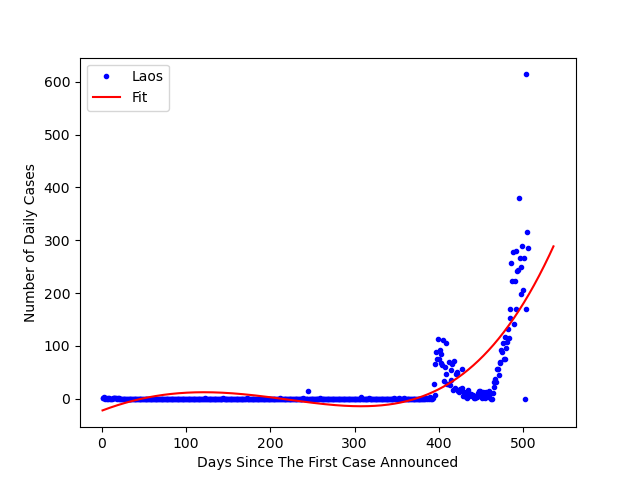 Laos
Fit
600
500
400
300
200
100
0
Number of Daily Cases
0 100 200 300 400 500
Days Since The First Case Announced